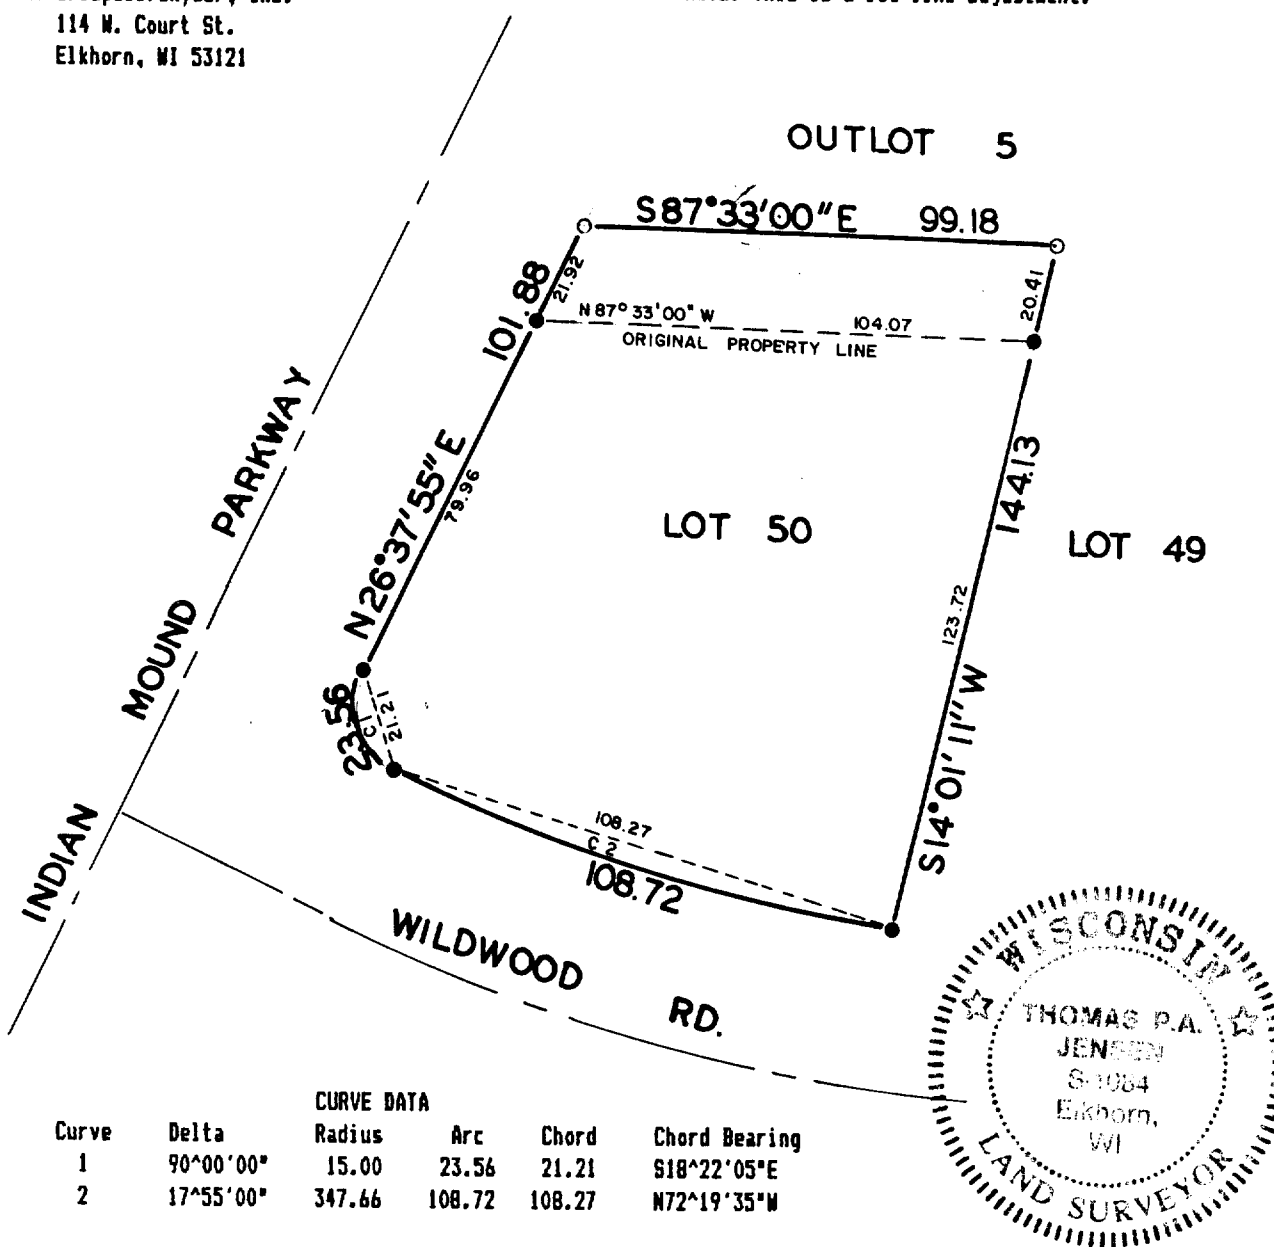 114 W. Court St.
Elkhorn, WI 53121
OUTLOT 5
S87°33'00"E 99.18
21.92
101.88
20.41
N 87° 33' 00" W 104.07
ORIGINAL PROPERTY LINE
N26°37'55"E
79.96
LOT 50
144.13
LOT 49
123.72
S14°01'11"W
INDIAN MOUND PARKWAY
23.56
C1
21.21
108.27
C 2
108.72
WILDWOOD RD.
WISCONSIN
THOMAS P.A.
JENSEN
S-1084
Elkhorn,
WI
LAND SURVEYOR
CURVE DATA
Curve Delta Radius Arc Chord Chord Bearing
1 90^00'00" 15.00 23.56 21.21 S18^22'05"E
2 17^55'00" 347.66 108.72 108.27 N72^19'35"W